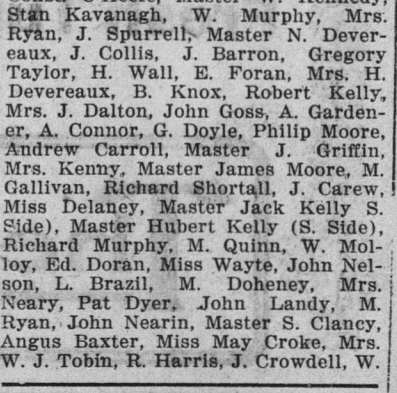 Stan Kavanagh, W. Murphy, Mrs.
Ryan, J. Spurrell, Master N. Dever-
eaux, J. Collis, J. Barron, Gregory
Taylor, H. Wall, E. Foran, Mrs. H.
Devereaux, B. Knox, Robert Kelly,
Mrs. J. Dalton, John Goss, A. Garden-
er, A. Connor, G. Doyle, Philip Moore,
Andrew Carroll, Master J. Griffin,
Mrs. Kenny, Master James Moore, M.
Gallivan, Richard Shortall, J. Carew,
Miss Delaney, Master Jack Kelly S.
Side), Master Hubert Kelly (S. Side),
Richard Murphy, M. Quinn, W. Mol-
loy, Ed. Doran, Miss Wayte, John Nel-
son, L. Brazil, M. Doheney, Mrs.
Neary, Pat Dyer, John Landy, M.
Ryan, John Nearin, Master S. Clancy,
Angus Baxter, Miss May Croke, Mrs.
W. J. Tobin, R. Harris, J. Crowdell, W.